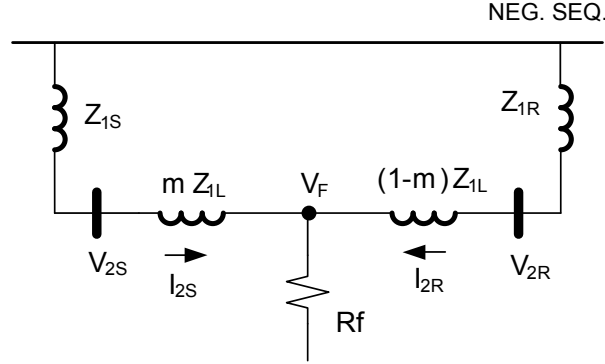 NEG. SEQ.
Z1S
Z1R
m Z1L
VF
(1-m) Z1L
V2S
I2S
I2R
V2R
Rf